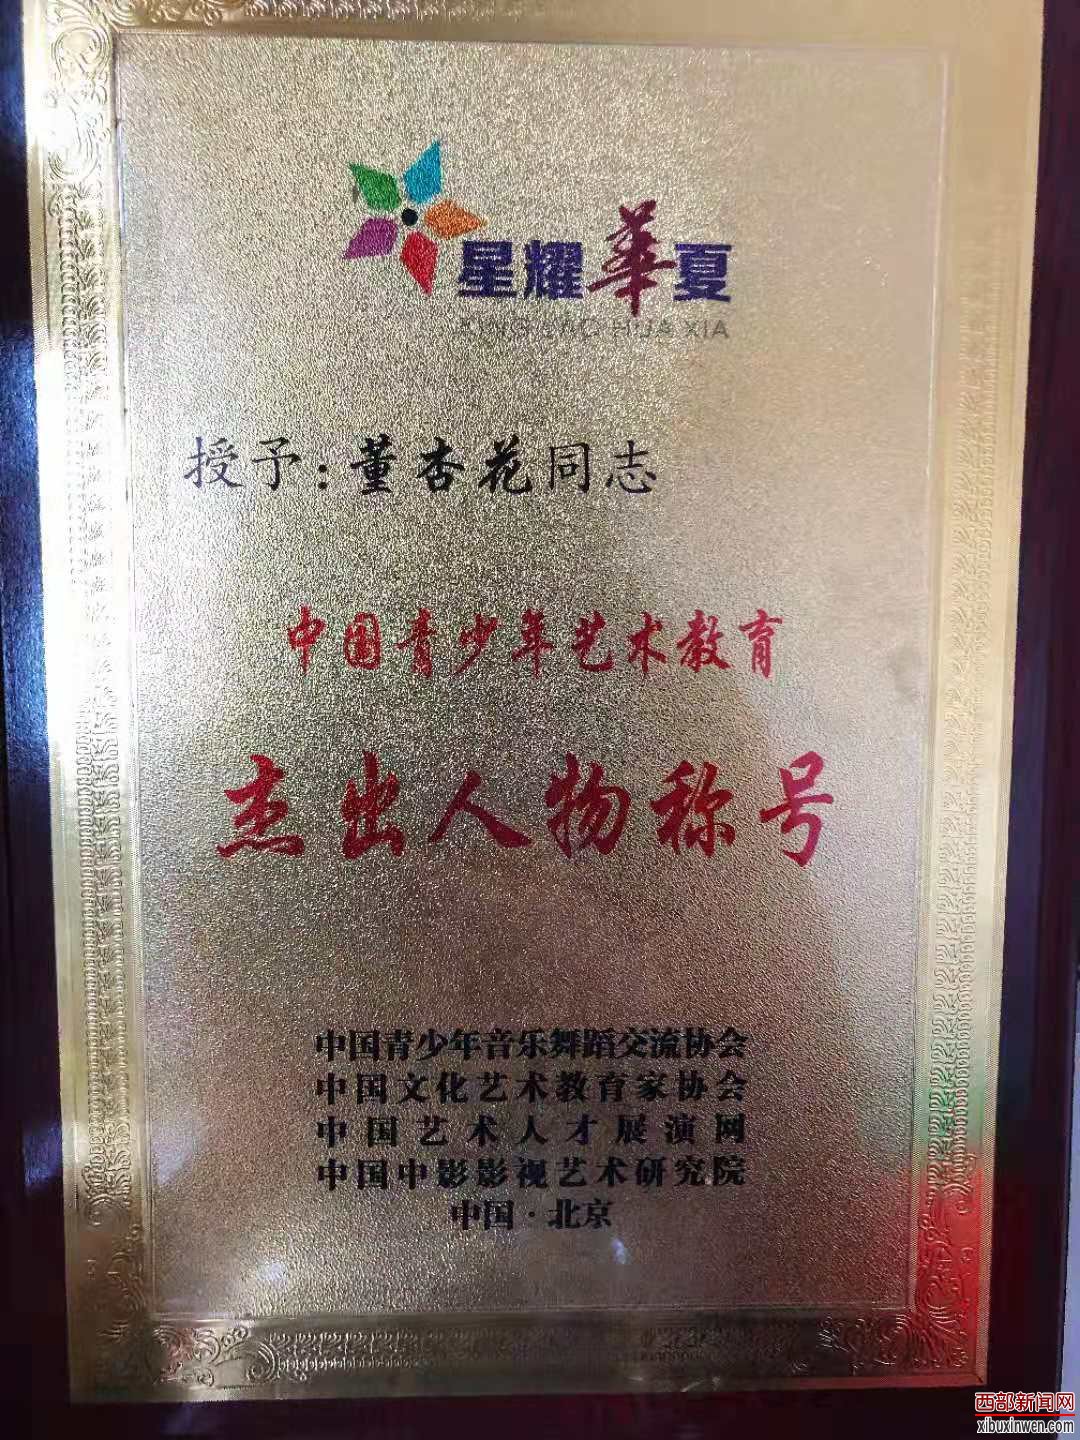 星耀華夏
XING YAO HUA XIA
授予：董杏花同志
中国青少年艺术教育
杰出人物称号
中国青少年音乐舞蹈交流协会
中国文化艺术教育家协会
中国艺术人才展演网
中国中影影视艺术研究院
中国·北京
西部新闻网
xibuxinwen.com